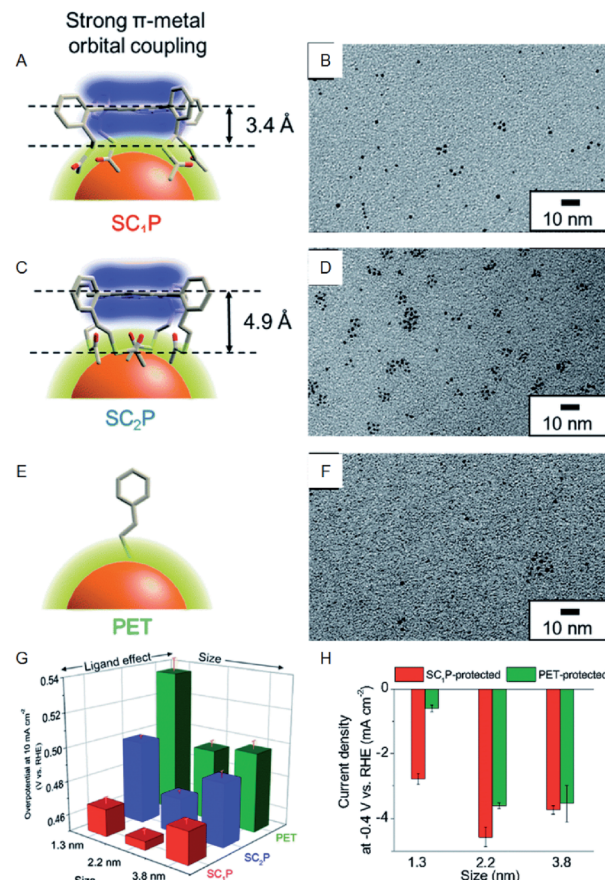 Strong π-metal
orbital coupling
A
3.4 Å
SC₁P
B
10 nm
C
4.9 Å
SC₂P
D
10 nm
E
PET
F
10 nm
G
Ligand effect
Size
0.54
0.52
0.50
0.48
0.46
Overpotential at 10 mA cm⁻²
(V vs. RHE)
1.3 nm
2.2 nm
3.8 nm
Size
SC₁P
SC₂P
PET
H
SC₁P-protected
PET-protected
0
-2
-4
Current density
at -0.4 V vs. RHE (mA cm⁻²)
1.3
2.2
3.8
Size (nm)